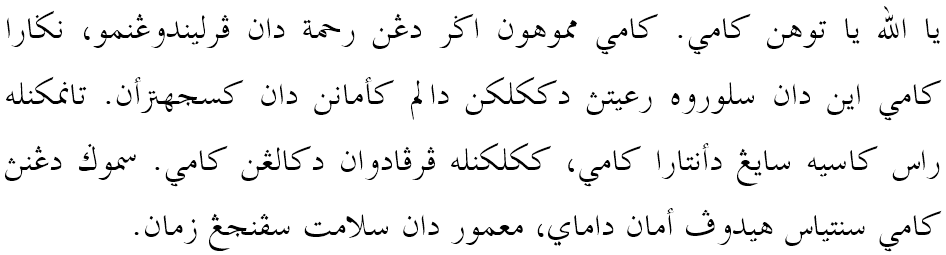 يا الله يا توهن كامي. كامي مموهون اݢر دڠن رحمة دان ڤرليندوڠنمو، نݢارا
كامي اين دان سلوروه رعيتڽ دككلكن دالم كأمانن دان كسجهترأن. تانمكنله
راس كاسيه سايڠ دأنتارا كامي، ككلكنله ڤرڤادوان دكالڠن كامي. سموݢ دڠنڽ
كامي سنتياس هيدوڤ أمان داماي، معمور دان سلامت سڤنجڠ زمان.